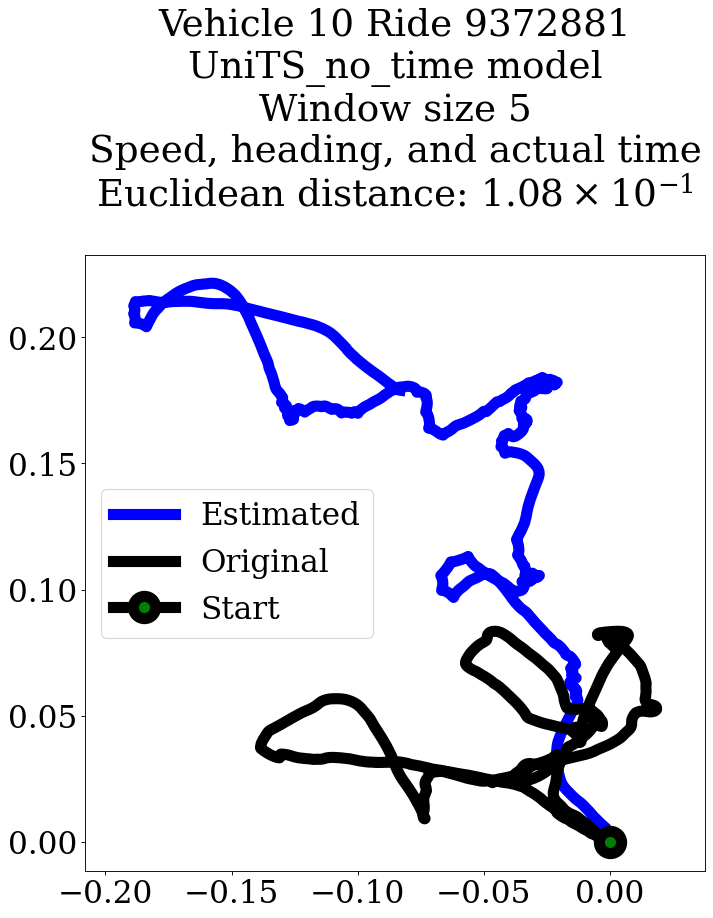 Vehicle 10 Ride 9372881
UniTS_no_time model
Window size 5
Speed, heading, and actual time
Euclidean distance: 1.08 × 10⁻¹
0.20
0.15
0.10
0.05
0.00
Estimated
Original
Start
−0.20 −0.15 −0.10 −0.05 0.00